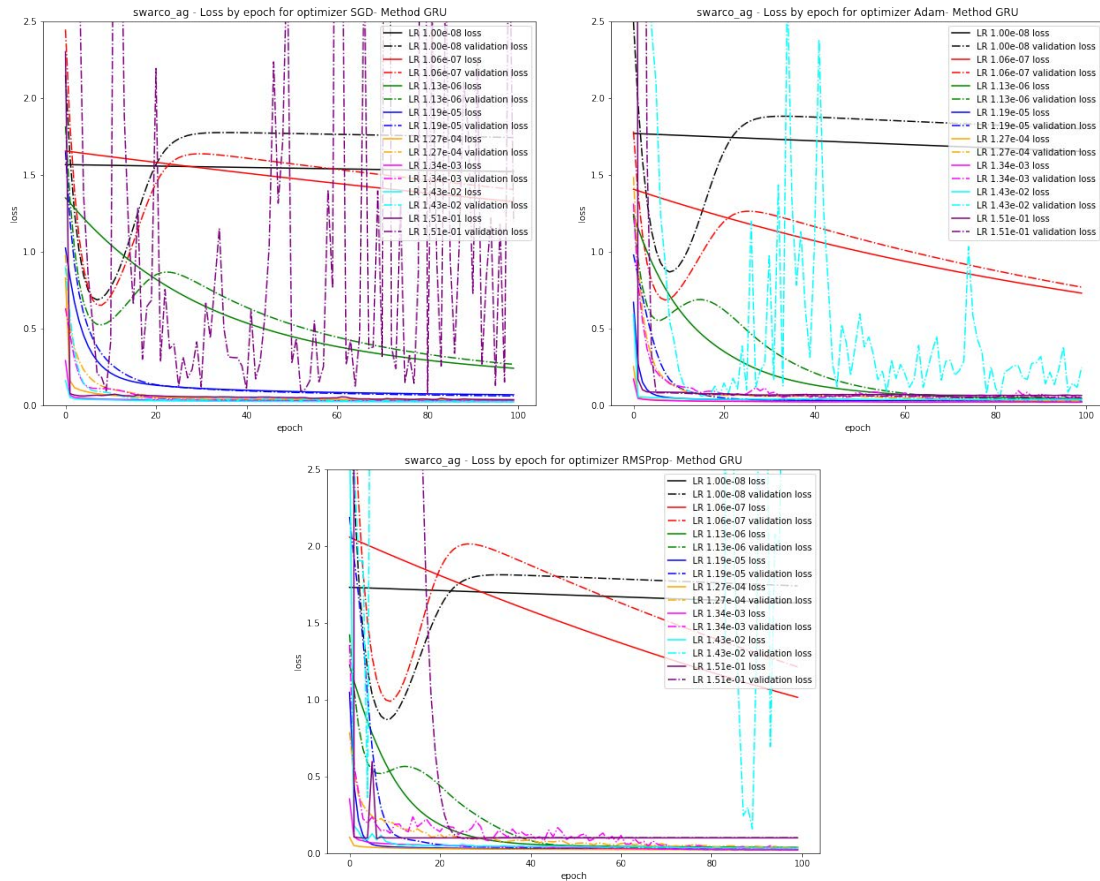 swarco_ag - Loss by epoch for optimizer SGD- Method GRU
2.5
2.0
1.5
1.0
0.5
0.0
loss
0
20
40
60
80
100
epoch
LR 1.00e-08 loss
LR 1.00e-08 validation loss
LR 1.06e-07 loss
LR 1.06e-07 validation loss
LR 1.13e-06 loss
LR 1.13e-06 validation loss
LR 1.19e-05 loss
LR 1.19e-05 validation loss
LR 1.27e-04 loss
LR 1.27e-04 validation loss
LR 1.34e-03 loss
LR 1.34e-03 validation loss
LR 1.43e-02 loss
LR 1.43e-02 validation loss
LR 1.51e-01 loss
LR 1.51e-01 validation loss
swarco_ag - Loss by epoch for optimizer Adam- Method GRU
2.5
2.0
1.5
1.0
0.5
0.0
loss
0
20
40
60
80
100
epoch
LR 1.00e-08 loss
LR 1.00e-08 validation loss
LR 1.06e-07 loss
LR 1.06e-07 validation loss
LR 1.13e-06 loss
LR 1.13e-06 validation loss
LR 1.19e-05 loss
LR 1.19e-05 validation loss
LR 1.27e-04 loss
LR 1.27e-04 validation loss
LR 1.34e-03 loss
LR 1.34e-03 validation loss
LR 1.43e-02 loss
LR 1.43e-02 validation loss
LR 1.51e-01 loss
LR 1.51e-01 validation loss
swarco_ag - Loss by epoch for optimizer RMSProp- Method GRU
2.5
2.0
1.5
1.0
0.5
0.0
loss
0
20
40
60
80
100
epoch
LR 1.00e-08 loss
LR 1.00e-08 validation loss
LR 1.06e-07 loss
LR 1.06e-07 validation loss
LR 1.13e-06 loss
LR 1.13e-06 validation loss
LR 1.19e-05 loss
LR 1.19e-05 validation loss
LR 1.27e-04 loss
LR 1.27e-04 validation loss
LR 1.34e-03 loss
LR 1.34e-03 validation loss
LR 1.43e-02 loss
LR 1.43e-02 validation loss
LR 1.51e-01 loss
LR 1.51e-01 validation loss